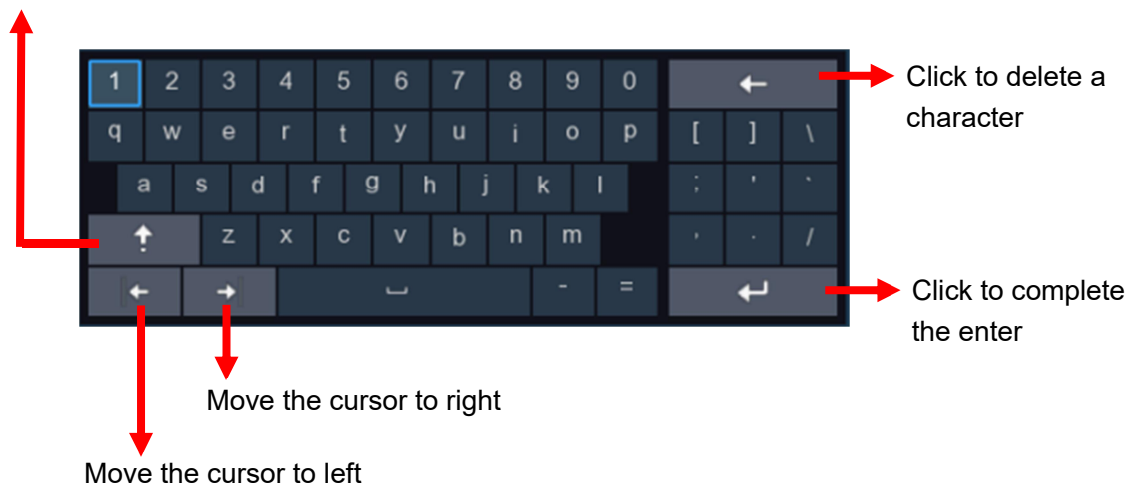 1 2 3 4 5 6 7 8 9 0
Click to delete a
character
q w e r t y u i o p [ ] \
a s d f g h j k l ; ' `
z x c v b n m , . /
- =
Click to complete
the enter
Move the cursor to right
Move the cursor to left